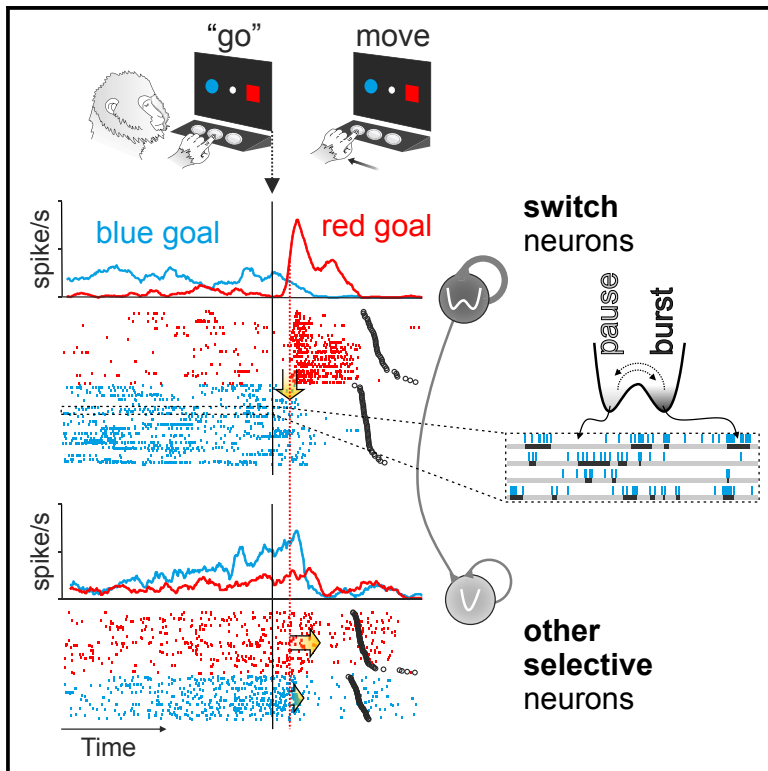 “go”
move
spike/s
blue goal
red goal
switch
neurons
pause
burst
spike/s
other
selective
neurons
Time